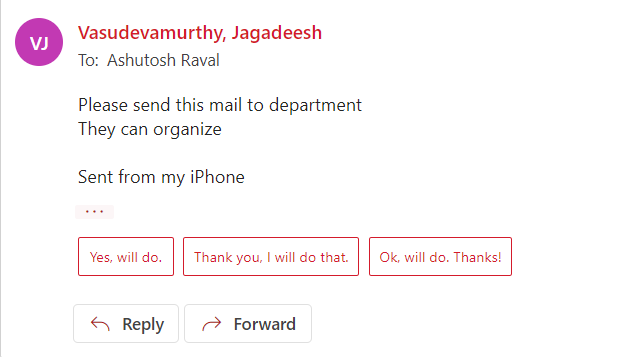 VJ
Vasudevamurthy, Jagadeesh
To: Ashutosh Raval
Please send this mail to department
They can organize
Sent from my iPhone
...
Yes, will do.
Thank you, I will do that.
Ok, will do. Thanks!
Reply
Forward